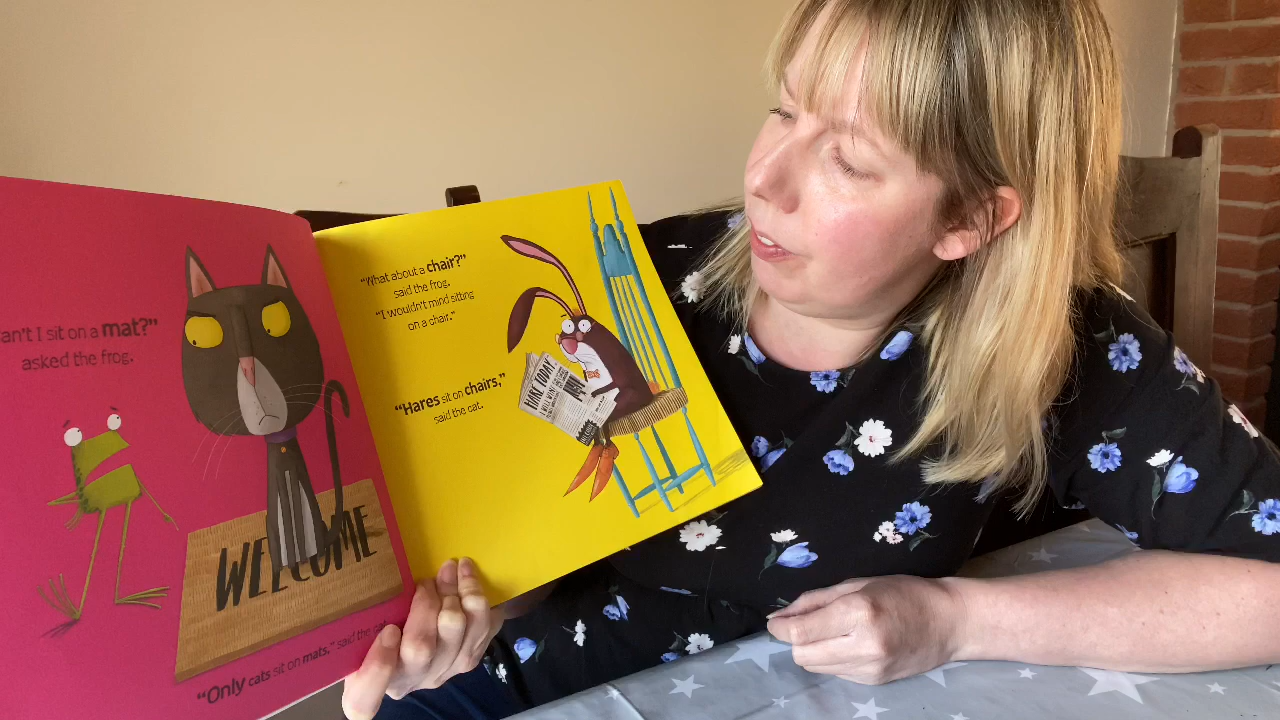 I sit on a mat?"
asked the frog.
WELCOME
"Only cats sit on mats," said the cat.
"What about a chair?"
said the frog.
"I wouldn't mind sitting
on a chair."
"Hares sit on chairs,"
said the cat.
HARE TODAY